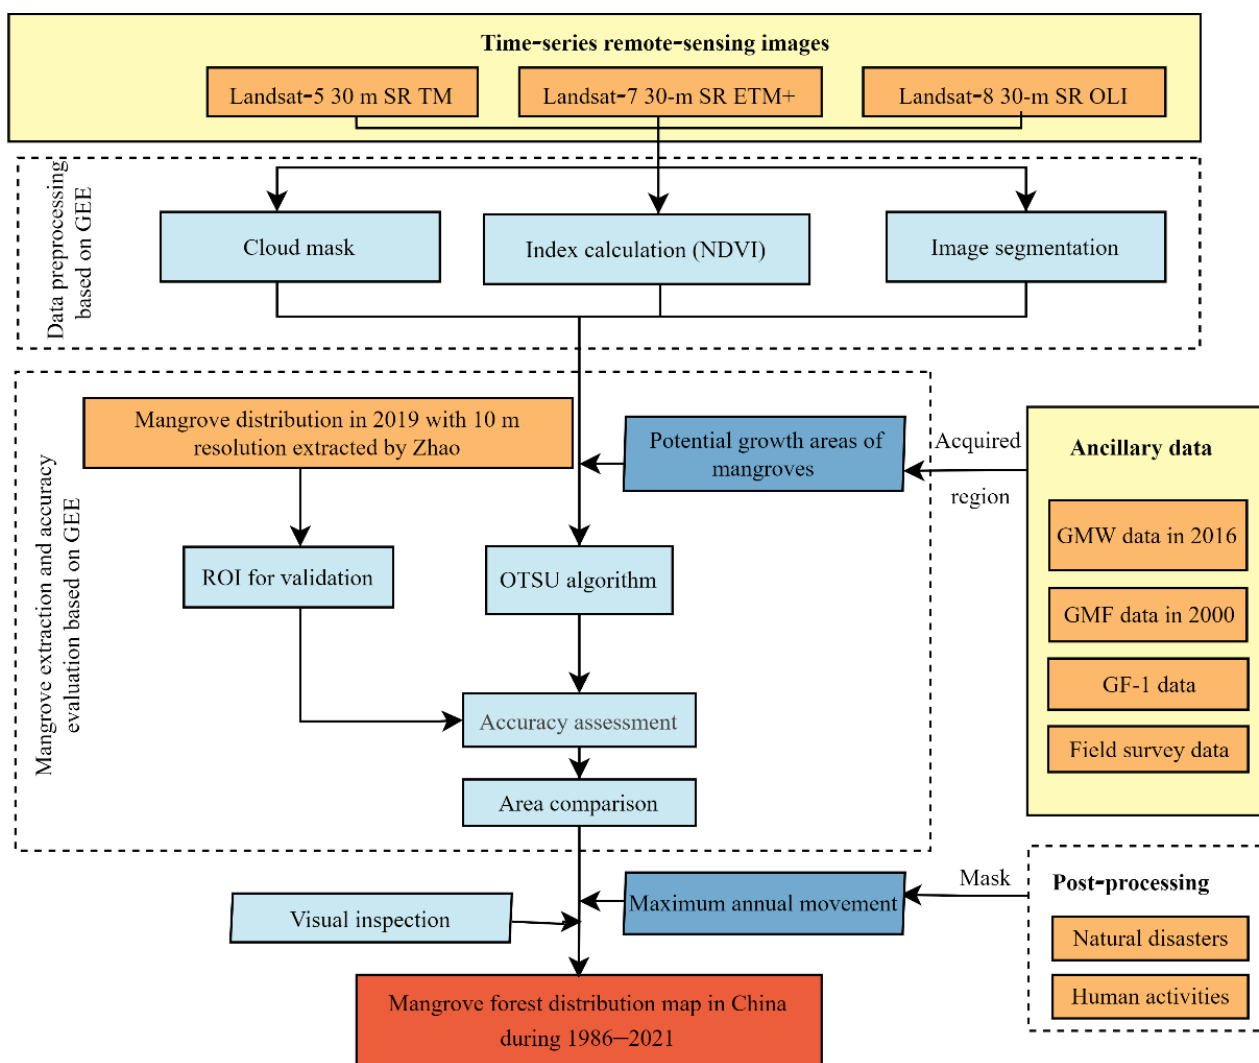 Time-series remote-sensing images
Landsat-5 30 m SR TM
Landsat-7 30-m SR ETM+
Landsat-8 30-m SR OLI
Data preprocessing
based on GEE
Cloud mask
Index calculation (NDVI)
Image segmentation
Mangrove extraction and accuracy
evaluation based on GEE
Mangrove distribution in 2019 with 10 m
resolution extracted by Zhao
Potential growth areas of
mangroves
Acquired
region
Ancillary data
GMW data in 2016
GMF data in 2000
GF-1 data
Field survey data
ROI for validation
OTSU algorithm
Accuracy assessment
Area comparison
Visual inspection
Maximum annual movement
Mask
Post-processing
Natural disasters
Human activities
Mangrove forest distribution map in China
during 1986–2021